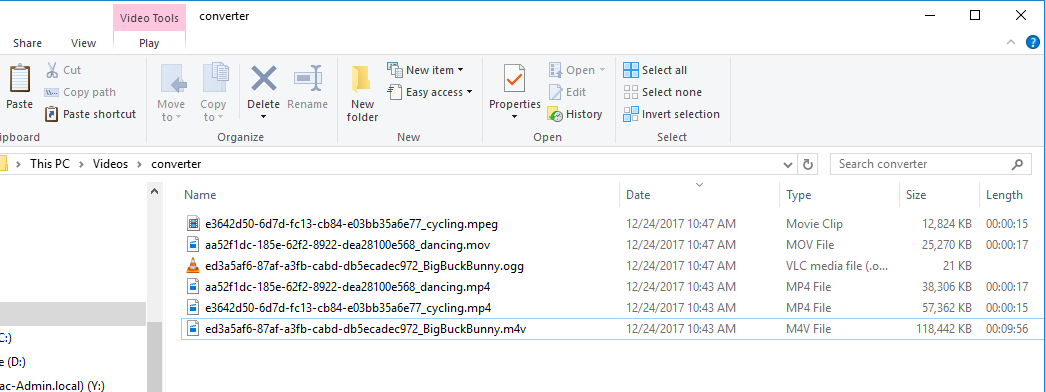 Video Tools converter
Share View Play
Paste
Cut
Copy path
Paste shortcut
Move to
Copy to
Delete
Rename
New folder
New item
Easy access
Properties
Open
Edit
History
Select all
Select none
Invert selection
lipboard Organize New Open Select
This PC Videos converter Search converter
Name Date Type Size Length
e3642d50-6d7d-fc13-cb84-e03bb35a6e77_cycling.mpeg 12/24/2017 10:47 AM Movie Clip 12,824 KB 00:00:15
aa52f1dc-185e-62f2-8922-dea28100e568_dancing.mov 12/24/2017 10:47 AM MOV File 25,270 KB 00:00:17
ed3a5af6-87af-a3fb-cabd-db5ecadec972_BigBuckBunny.ogg 12/24/2017 10:47 AM VLC media file (.o... 21 KB
aa52f1dc-185e-62f2-8922-dea28100e568_dancing.mp4 12/24/2017 10:43 AM MP4 File 38,306 KB 00:00:17
e3642d50-6d7d-fc13-cb84-e03bb35a6e77_cycling.mp4 12/24/2017 10:43 AM MP4 File 57,362 KB 00:00:15
ed3a5af6-87af-a3fb-cabd-db5ecadec972_BigBuckBunny.m4v 12/24/2017 10:43 AM M4V File 118,442 KB 00:09:56
C:)
e (D:)
ac-Admin.local) (Y:)